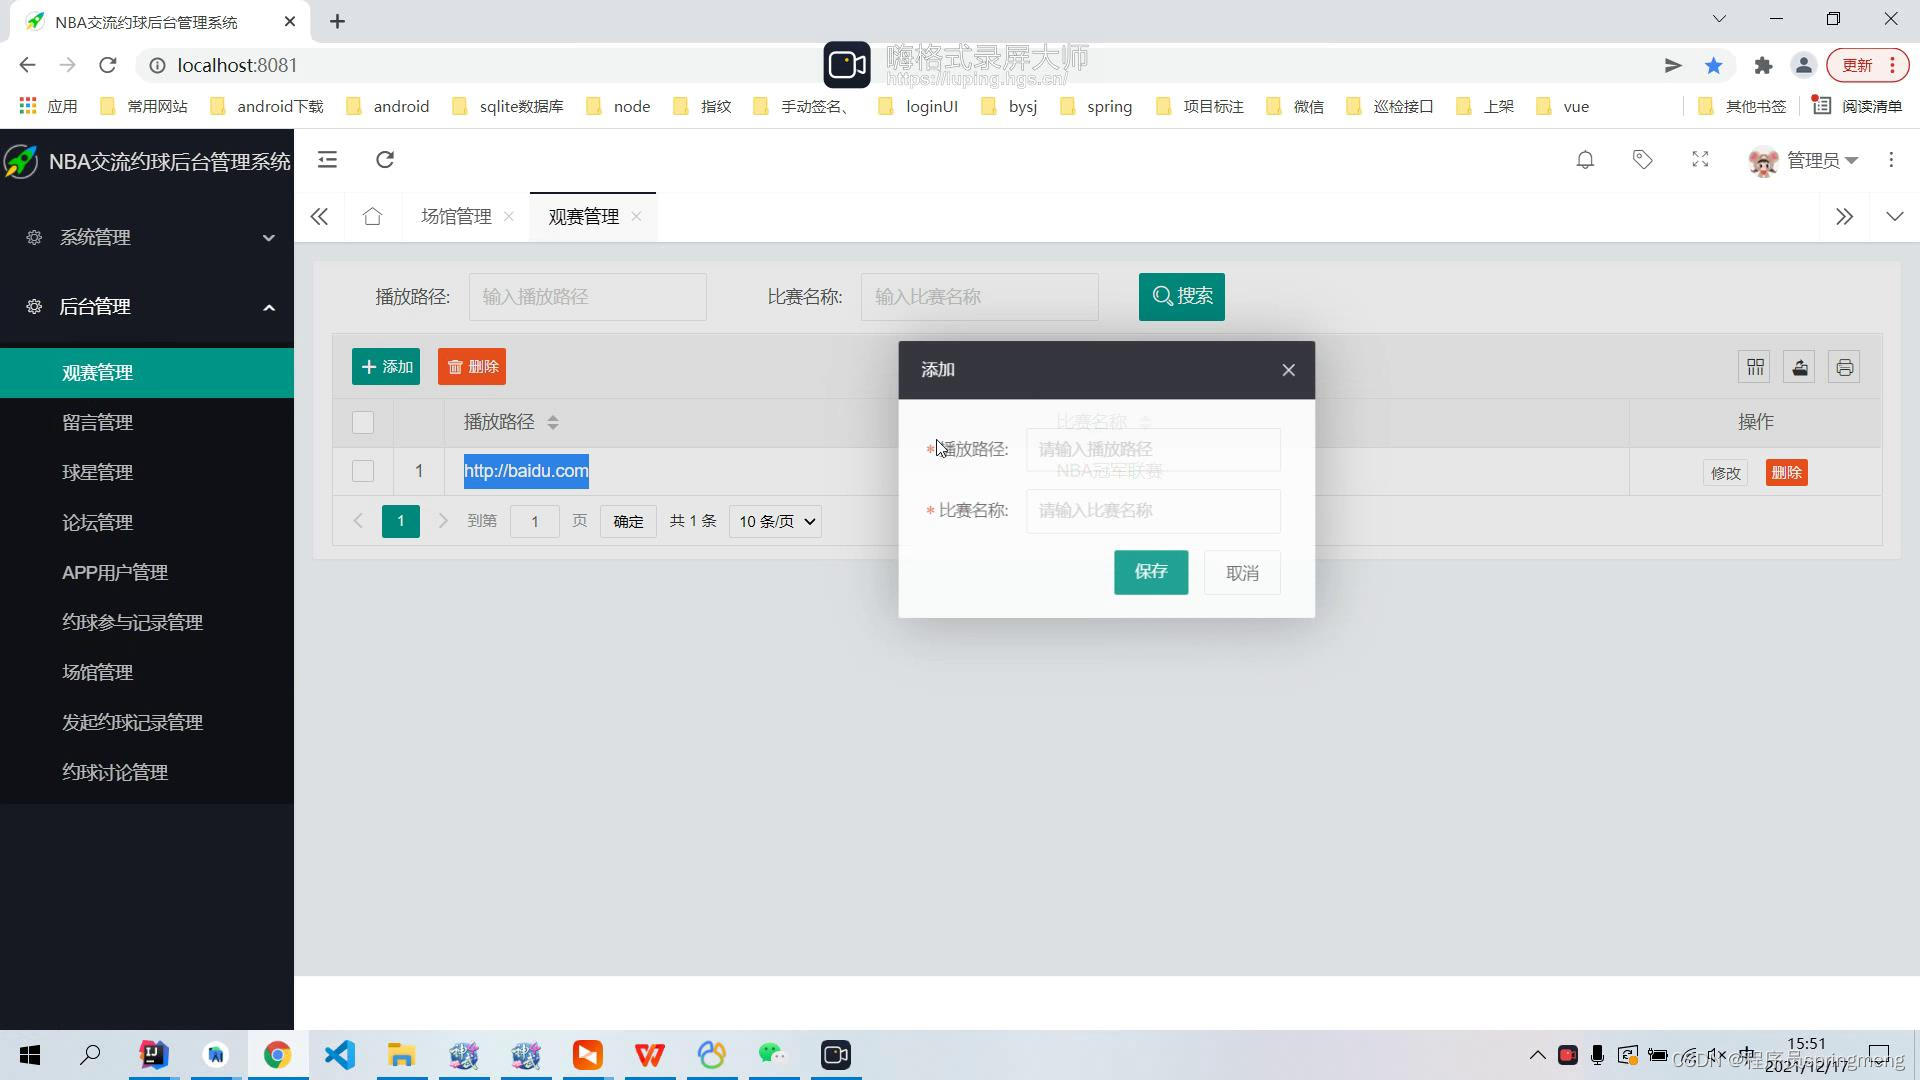 NBA交流约球后台管理系统
localhost:8081
嗨格式录屏大师
https://luping.hgs.cn/
更新
应用
常用网站
android下载
android
sqlite数据库
node
指纹
手动签名、
loginUI
bysj
spring
项目标注
微信
巡检接口
上架
vue
其他书签
阅读清单
NBA交流约球后台管理系统
管理员
场馆管理
观赛管理
系统管理
后台管理
观赛管理
留言管理
球星管理
论坛管理
APP用户管理
约球参与记录管理
场馆管理
发起约球记录管理
约球讨论管理
播放路径:
输入播放路径
比赛名称:
输入比赛名称
搜索
添加
删除
播放路径
比赛名称
操作
1
http://baidu.com
NBA冠军联赛
修改
删除
1
到第
1
页
确定
共 1 条
10 条/页
添加
*播放路径:
请输入播放路径
*比赛名称:
请输入比赛名称
保存
取消
中
15:51
2021/12/17
CSDN @程序员springmeng